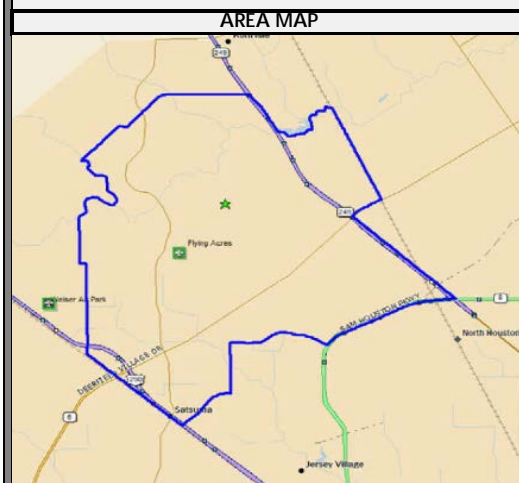 AREA MAP
249
249
Flying Acres
Weiser Air Park
SAM HOUSTON PKWY
8
North Houston
DEERFIELD VILLAGE DR
290
6
Satsuma
Jersey Village